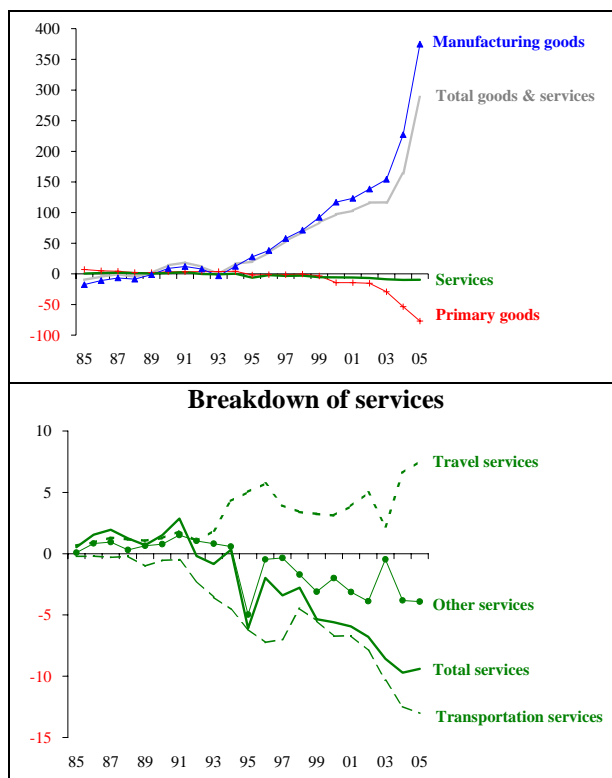 400
Manufacturing goods
350
300
Total goods & services
250
200
150
100
50
0
Services
-50
Primary goods
-100
85 87 89 91 93 95 97 99 01 03 05
Breakdown of services
10
Travel services
5
0
Other services
-5
Total services
-10
Transportation services
-15
85 87 89 91 93 95 97 99 01 03 05